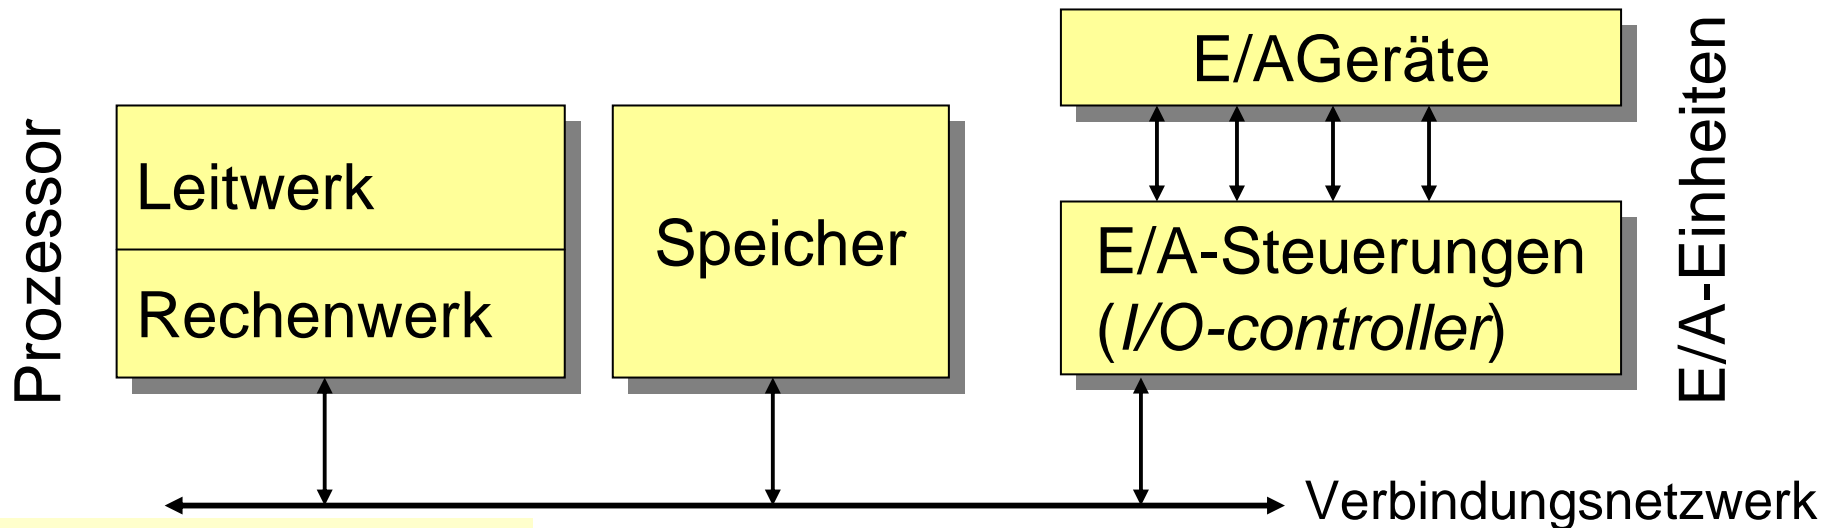 Prozessor
Leitwerk
Rechenwerk
Speicher
E/AGeräte
E/A-Steuerungen
(I/O-controller)
E/A-Einheiten
Verbindungsnetzwerk